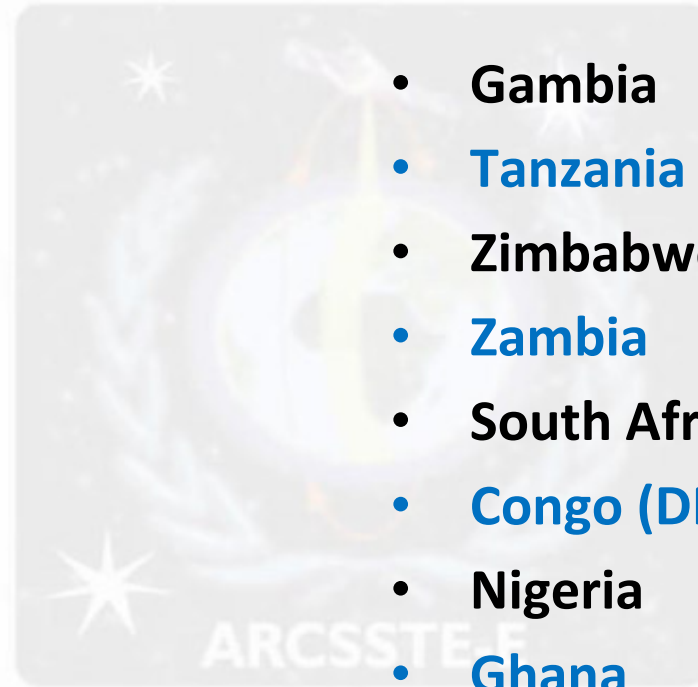 • Gambia
• Tanzania
• Zimbabw
• Zambia
• South Afr
• Congo (D
• Nigeria
• Ghana
ARCSSTE-E